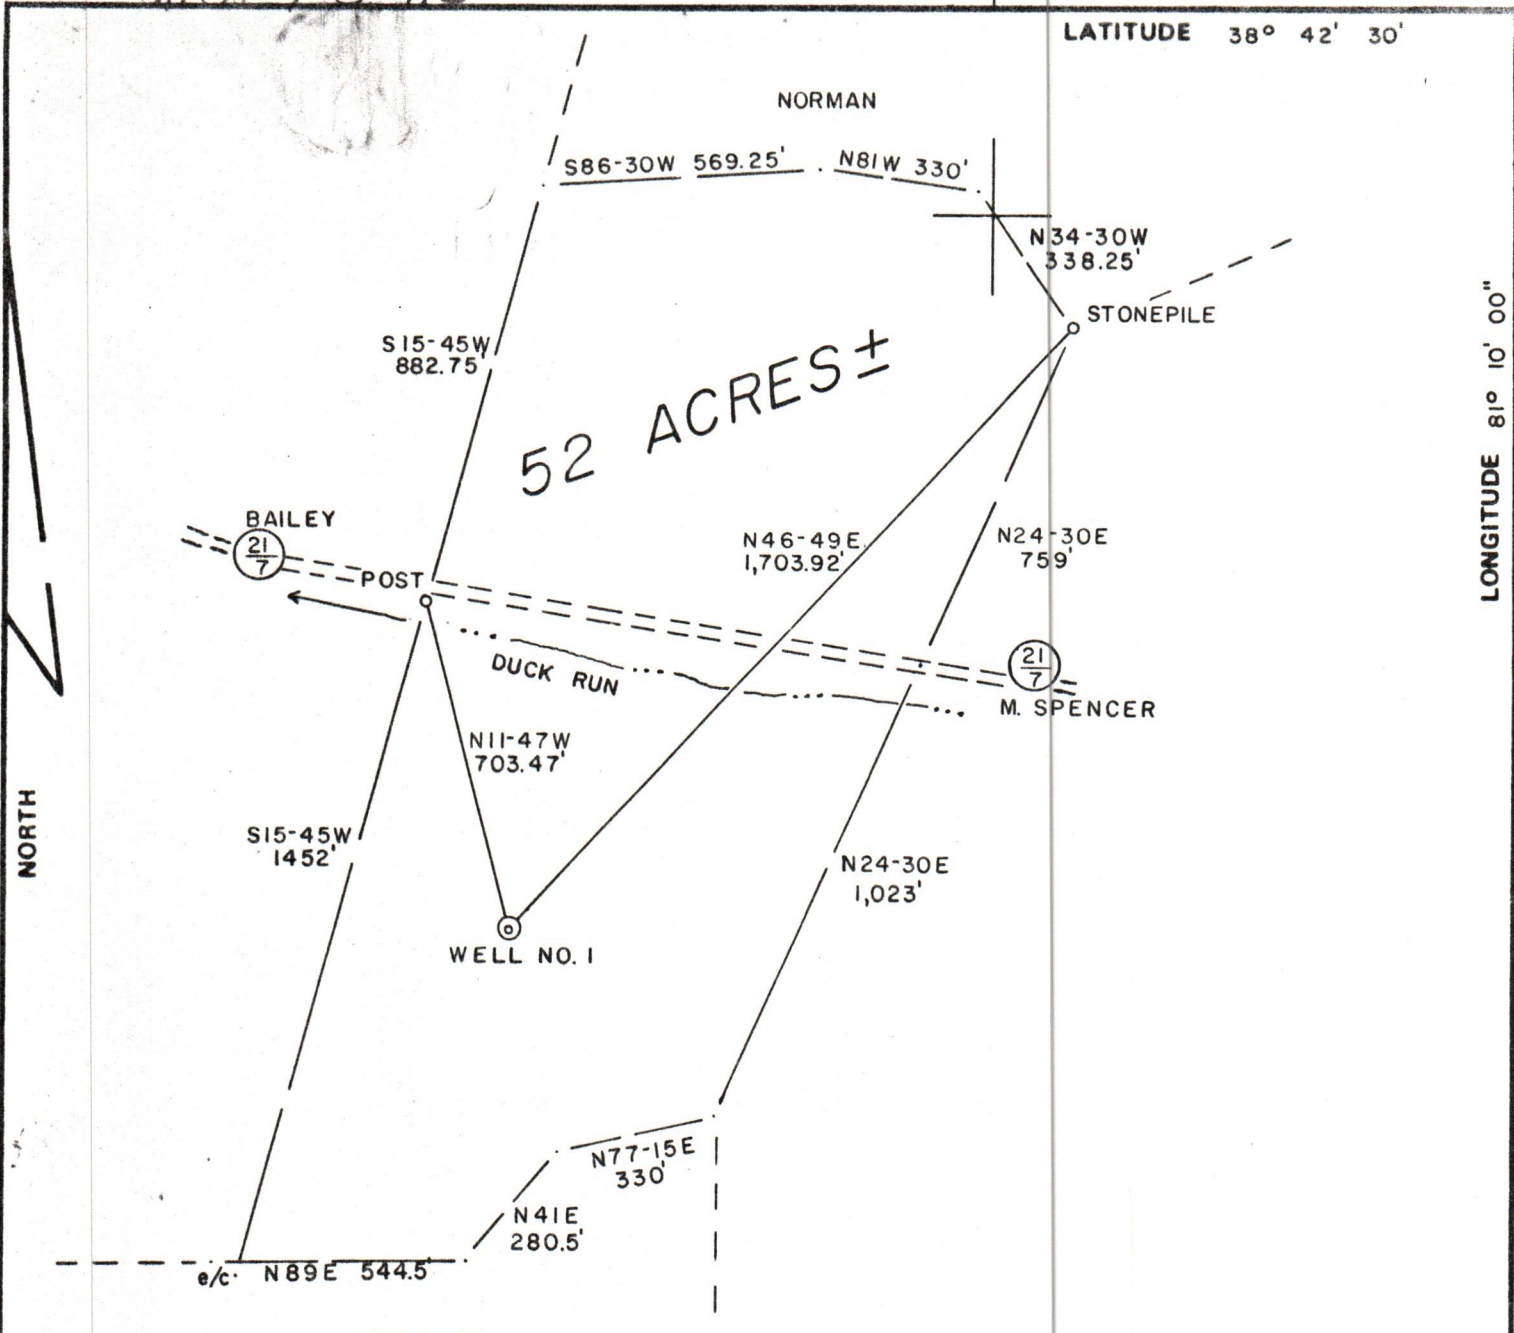 LATITUDE 38° 42' 30'
NORMAN
S86-30W 569.25'
N81W 330'
N34-30W
338.25'
STONEPILE
S15-45W
882.75'
52 ACRES±
LONGITUDE 81° 10' 00"
BAILEY
21
7
POST
N46-49E
1,703.92'
N24-30E
759'
DUCK RUN
21
7
M. SPENCER
N11-47W
703.47'
NORTH
S15-45W
1452'
N24-30E
1,023'
WELL NO. 1
N77-15E
330'
N41E
280.5'
e/c. N89E 544.5'